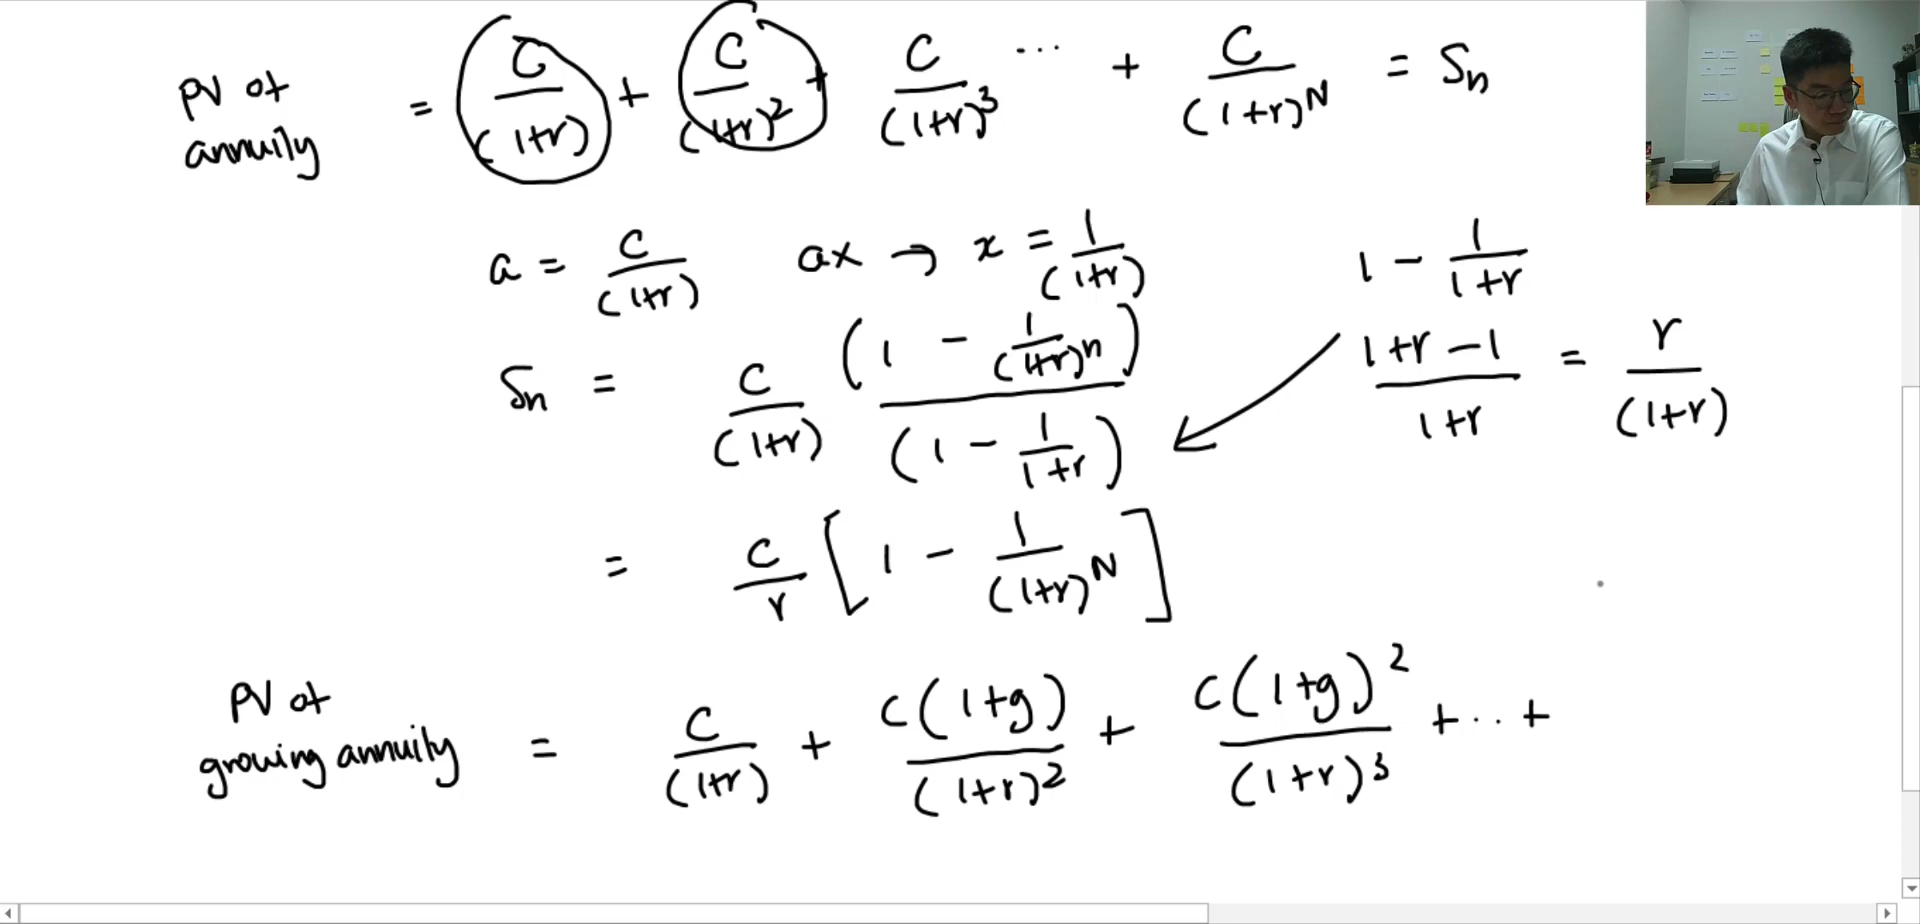 PV of annuity = C/(1+r) + C/(1+r)^2 + C/(1+r)^3 ... + C/(1+r)^N = Sn
a = C/(1+r)   ax → x = 1/(1+r)
1 - 1/(1+r)
Sn = C/(1+r) (1 - 1/(1+r)^n) / (1 - 1/(1+r))
(1+r-1)/(1+r) = r/(1+r)
= C/r [1 - 1/(1+r)^N]
PV of growing annuity = C/(1+r) + C(1+g)/(1+r)^2 + C(1+g)^2/(1+r)^3 + ... +